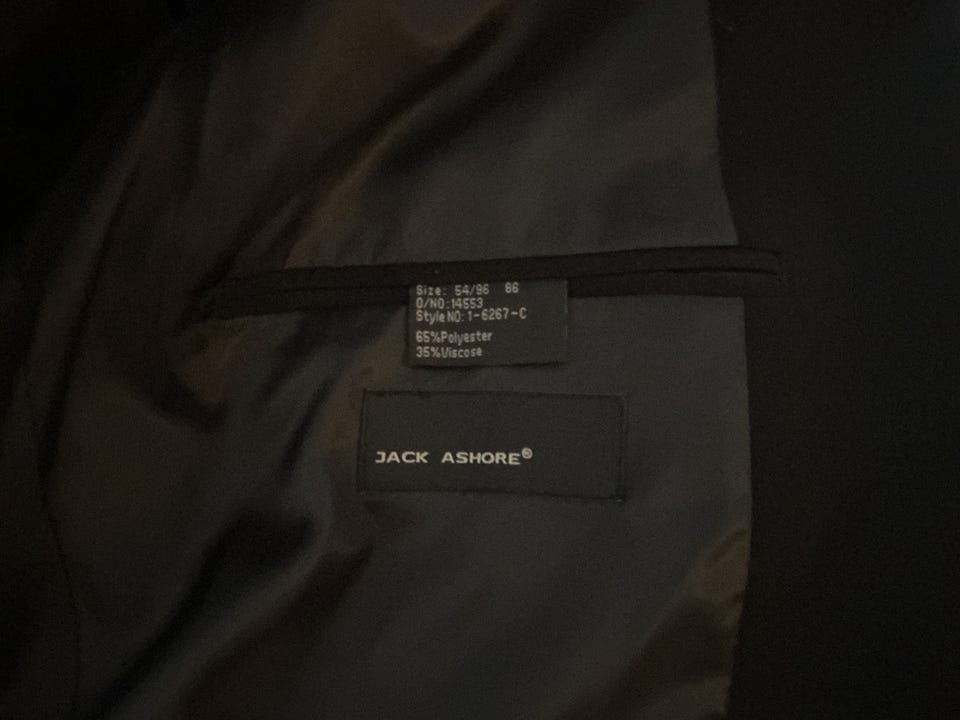 Size: 54/96 86
O/NO:14553
Style NO:1-6267-C
65%Polyester
35%Viscose
JACK ASHORE®